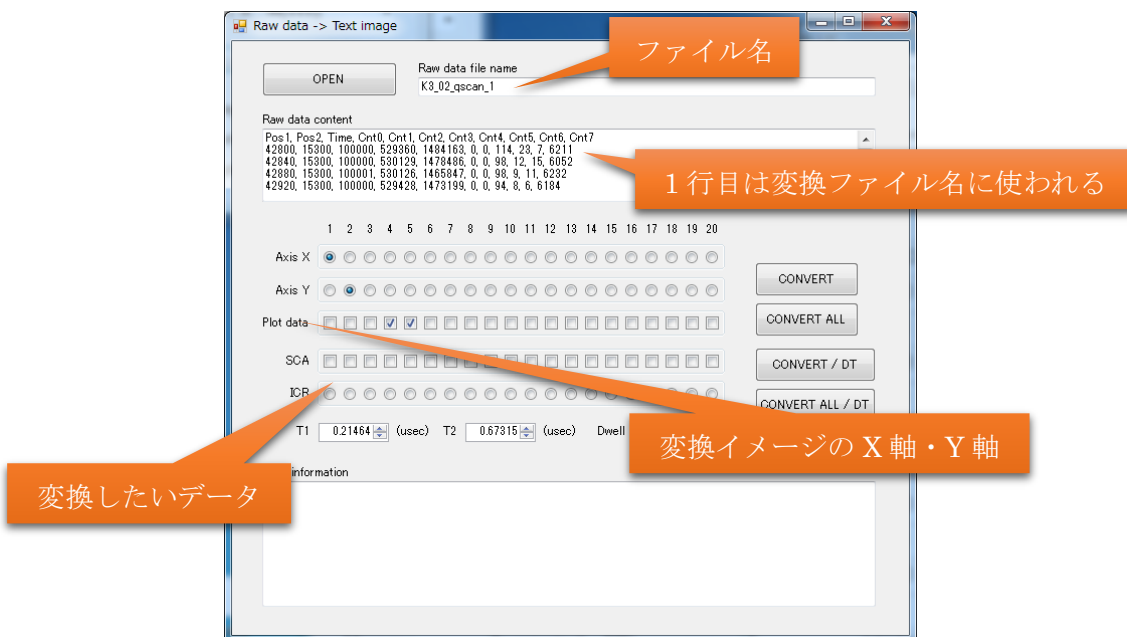 Raw data -> Text image
ファイル名
OPEN
Raw data file name
K3_02_qscan_1
Raw data content
Pos1, Pos2, Time, Cnt0, Cnt1, Cnt2, Cnt3, Cnt4, Cnt5, Cnt6, Cnt7
42800, 15300, 100000, 529360, 1484163, 0, 0, 114, 23, 7, 6211
42840, 15300, 100000, 530129, 1478486, 0, 0, 98, 12, 15, 6052
42880, 15300, 100001, 530126, 1465847, 0, 0, 98, 9, 11, 6232
42920, 15300, 100000, 529428, 1473199, 0, 0, 94, 8, 6, 6184
1行目は変換ファイル名に使われる
1 2 3 4 5 6 7 8 9 10 11 12 13 14 15 16 17 18 19 20
Axis X
Axis Y
Plot data
SCA
ICR
CONVERT
CONVERT ALL
CONVERT / DT
CONVERT ALL / DT
T1 0.21464 (usec) T2 0.67315 (usec) Dwell
変換イメージの X 軸・Y 軸
information
変換したいデータ